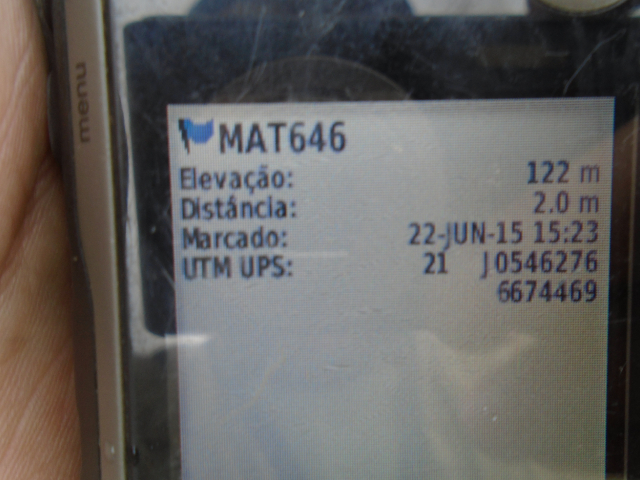 menu
MAT646
Elevação: 122 m
Distância: 2.0 m
Marcado: 22-JUN-15 15:23
UTM UPS: 21 J 0546276
6674469